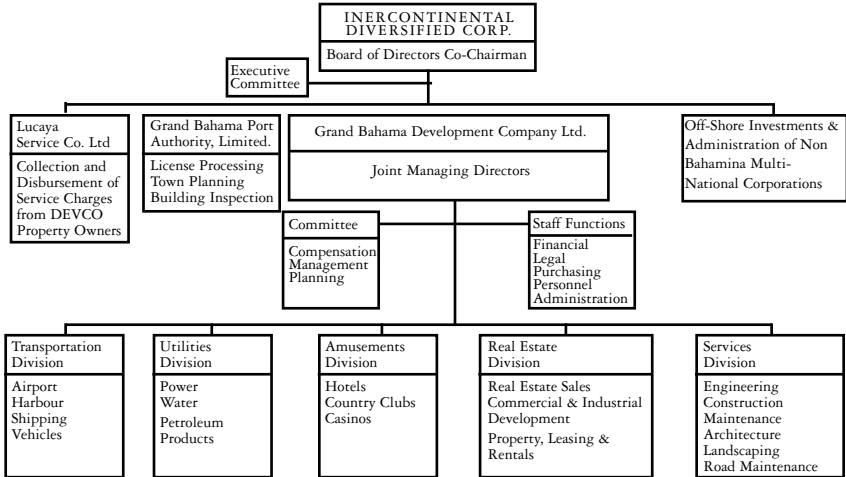 INERCONTINENTAL
DIVERSIFIED CORP.
Board of Directors Co-Chairman
Executive
Committee
Lucaya
Service Co. Ltd
Collection and
Disbursement of
Service Charges
from DEVCO
Property Owners
Grand Bahama Port
Authority, Limited.
License Processing
Town Planning
Building Inspection
Grand Bahama Development Company Ltd.
Joint Managing Directors
Off-Shore Investments &
Administration of Non
Bahamina Multi-
National Corporations
Committee
Compensation
Management
Planning
Staff Functions
Financial
Legal
Purchasing
Personnel
Administration
Transportation
Division
Airport
Harbour
Shipping
Vehicles
Utilities
Division
Power
Water
Petroleum
Products
Amusements
Division
Hotels
Country Clubs
Casinos
Real Estate
Division
Real Estate Sales
Commercial & Industrial
Development
Property, Leasing &
Rentals
Services
Division
Engineering
Construction
Maintenance
Architecture
Landscaping
Road Maintenance